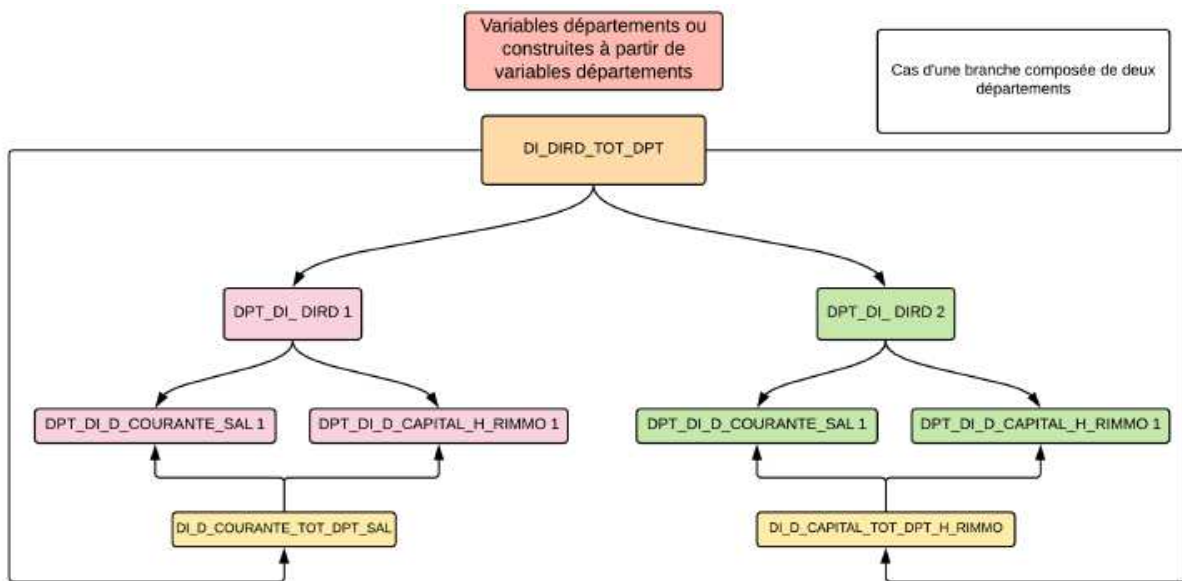 Variables départements ou
construites à partir de
variables départements
Cas d'une branche composée de deux
départements
DI_DIRD_TOT_DPT
DPT_DI_ DIRD 1
DPT_DI_ DIRD 2
DPT_DI_D_COURANTE_SAL 1
DPT_DI_D_CAPITAL_H_RIMMO 1
DPT_DI_D_COURANTE_SAL 1
DPT_DI_D_CAPITAL_H_RIMMO 1
DI_D_COURANTE_TOT_DPT_SAL
DI_D_CAPITAL_TOT_DPT_H_RIMMO